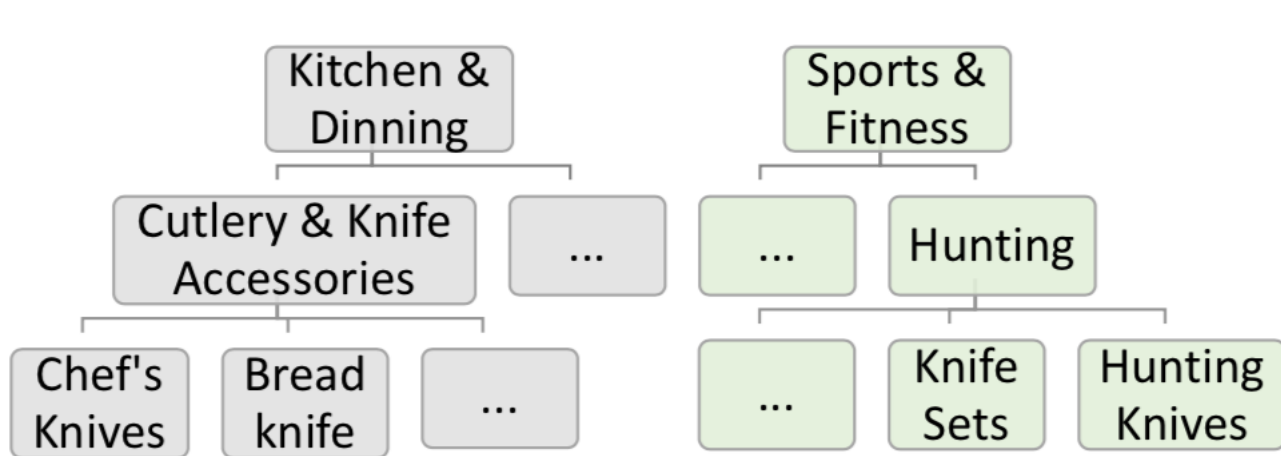 Kitchen &
Dinning
Sports &
Fitness
Cutlery & Knife
Accessories
...
...
Hunting
Chef's
Knives
Bread
knife
...
...
Knife
Sets
Hunting
Knives